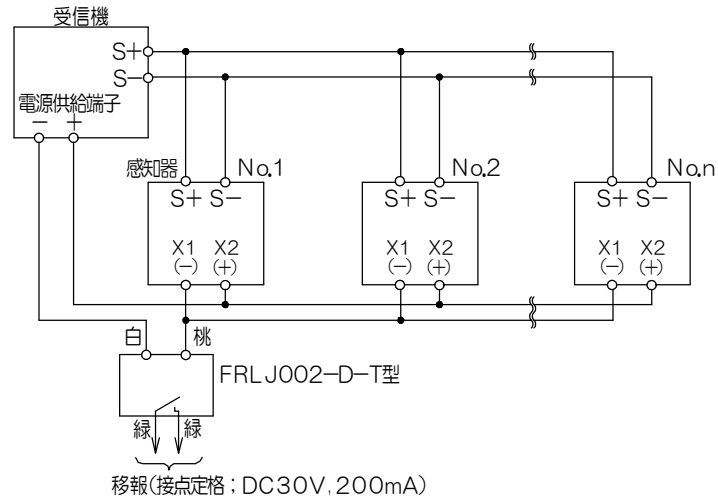 受信機
S+
S−
電源供給端子
− +
感知器 No.1 No.2 No.n
S+ S− S+ S− S+ S−
X1 X2 X1 X2 X1 X2
(−) (+) (−) (+) (−) (+)
白 桃
FRLJ002−D−T型
緑 緑
移報(接点定格;DC30V,200mA)